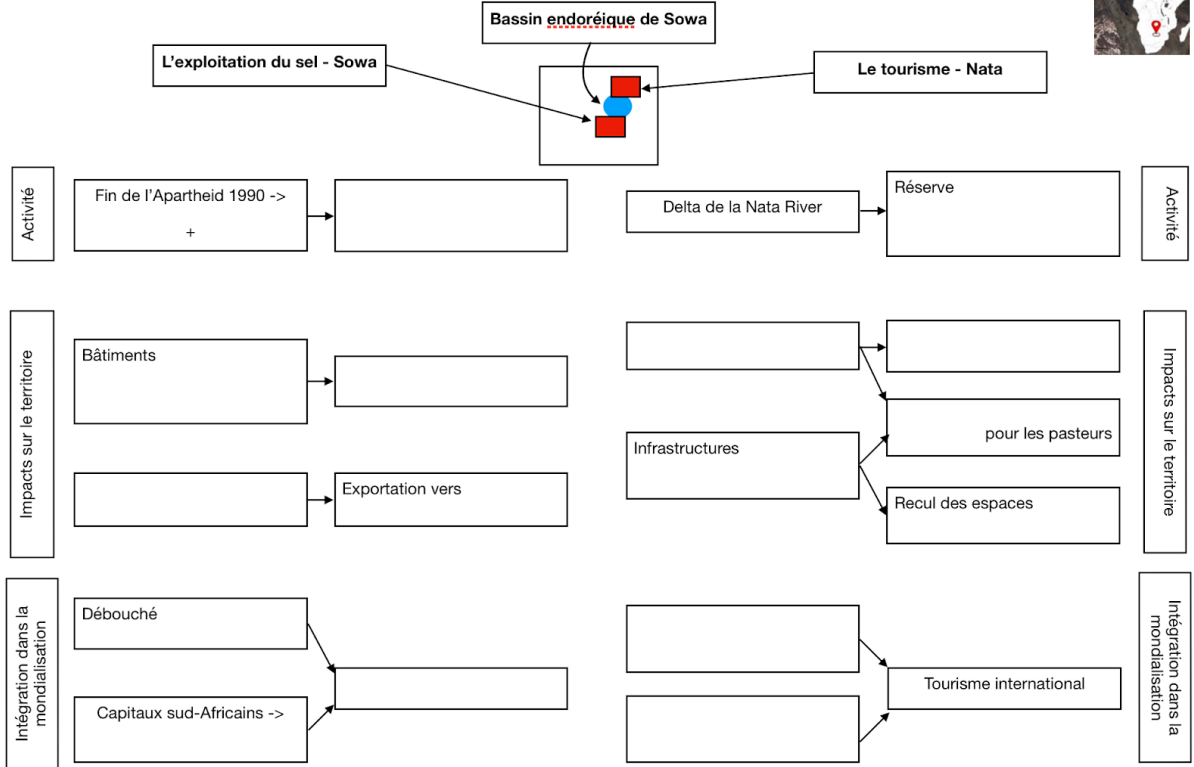 Bassin endoréique de Sowa
L'exploitation du sel - Sowa
Le tourisme - Nata
Activité
Fin de l'Apartheid 1990 ->
+
Delta de la Nata River
Réserve
Activité
Impacts sur le territoire
Bâtiments
Exportation vers
Infrastructures
pour les pasteurs
Recul des espaces
Impacts sur le territoire
Intégration dans la
mondialisation
Débouché
Capitaux sud-Africains ->
Tourisme international
Intégration dans la
mondialisation